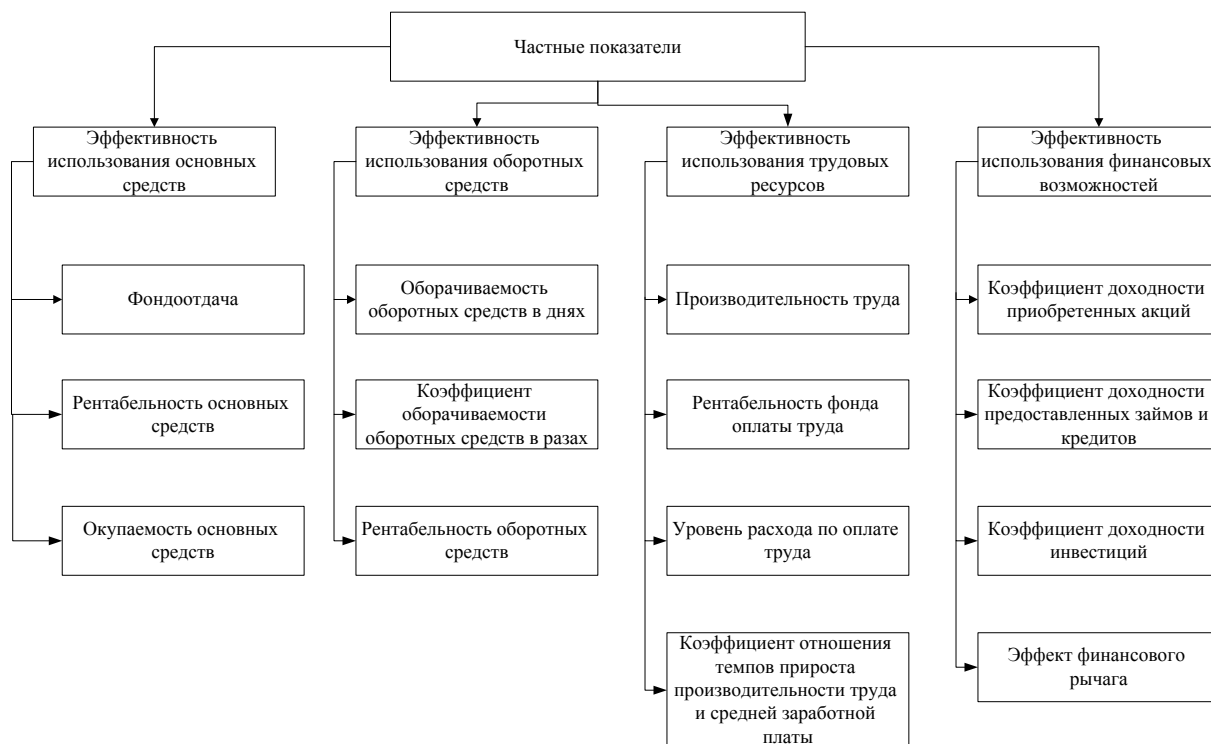 Частные показатели
Эффективность
использования основных
средств
Эффективность
использования оборотных
средств
Эффективность
использования трудовых
ресурсов
Эффективность
использования финансовых
возможностей
Фондоотдача
Оборачиваемость
оборотных средств в днях
Производительность труда
Коэффициент доходности
приобретенных акций
Рентабельность основных
средств
Коэффициент
оборачиваемости
оборотных средств в разах
Рентабельность фонда
оплаты труда
Коэффициент доходности
предоставленных займов и
кредитов
Окупаемость основных
средств
Рентабельность оборотных
средств
Уровень расхода по оплате
труда
Коэффициент доходности
инвестиций
Коэффициент отношения
темпов прироста
производительности труда
и средней заработной
платы
Эффект финансового
рычага